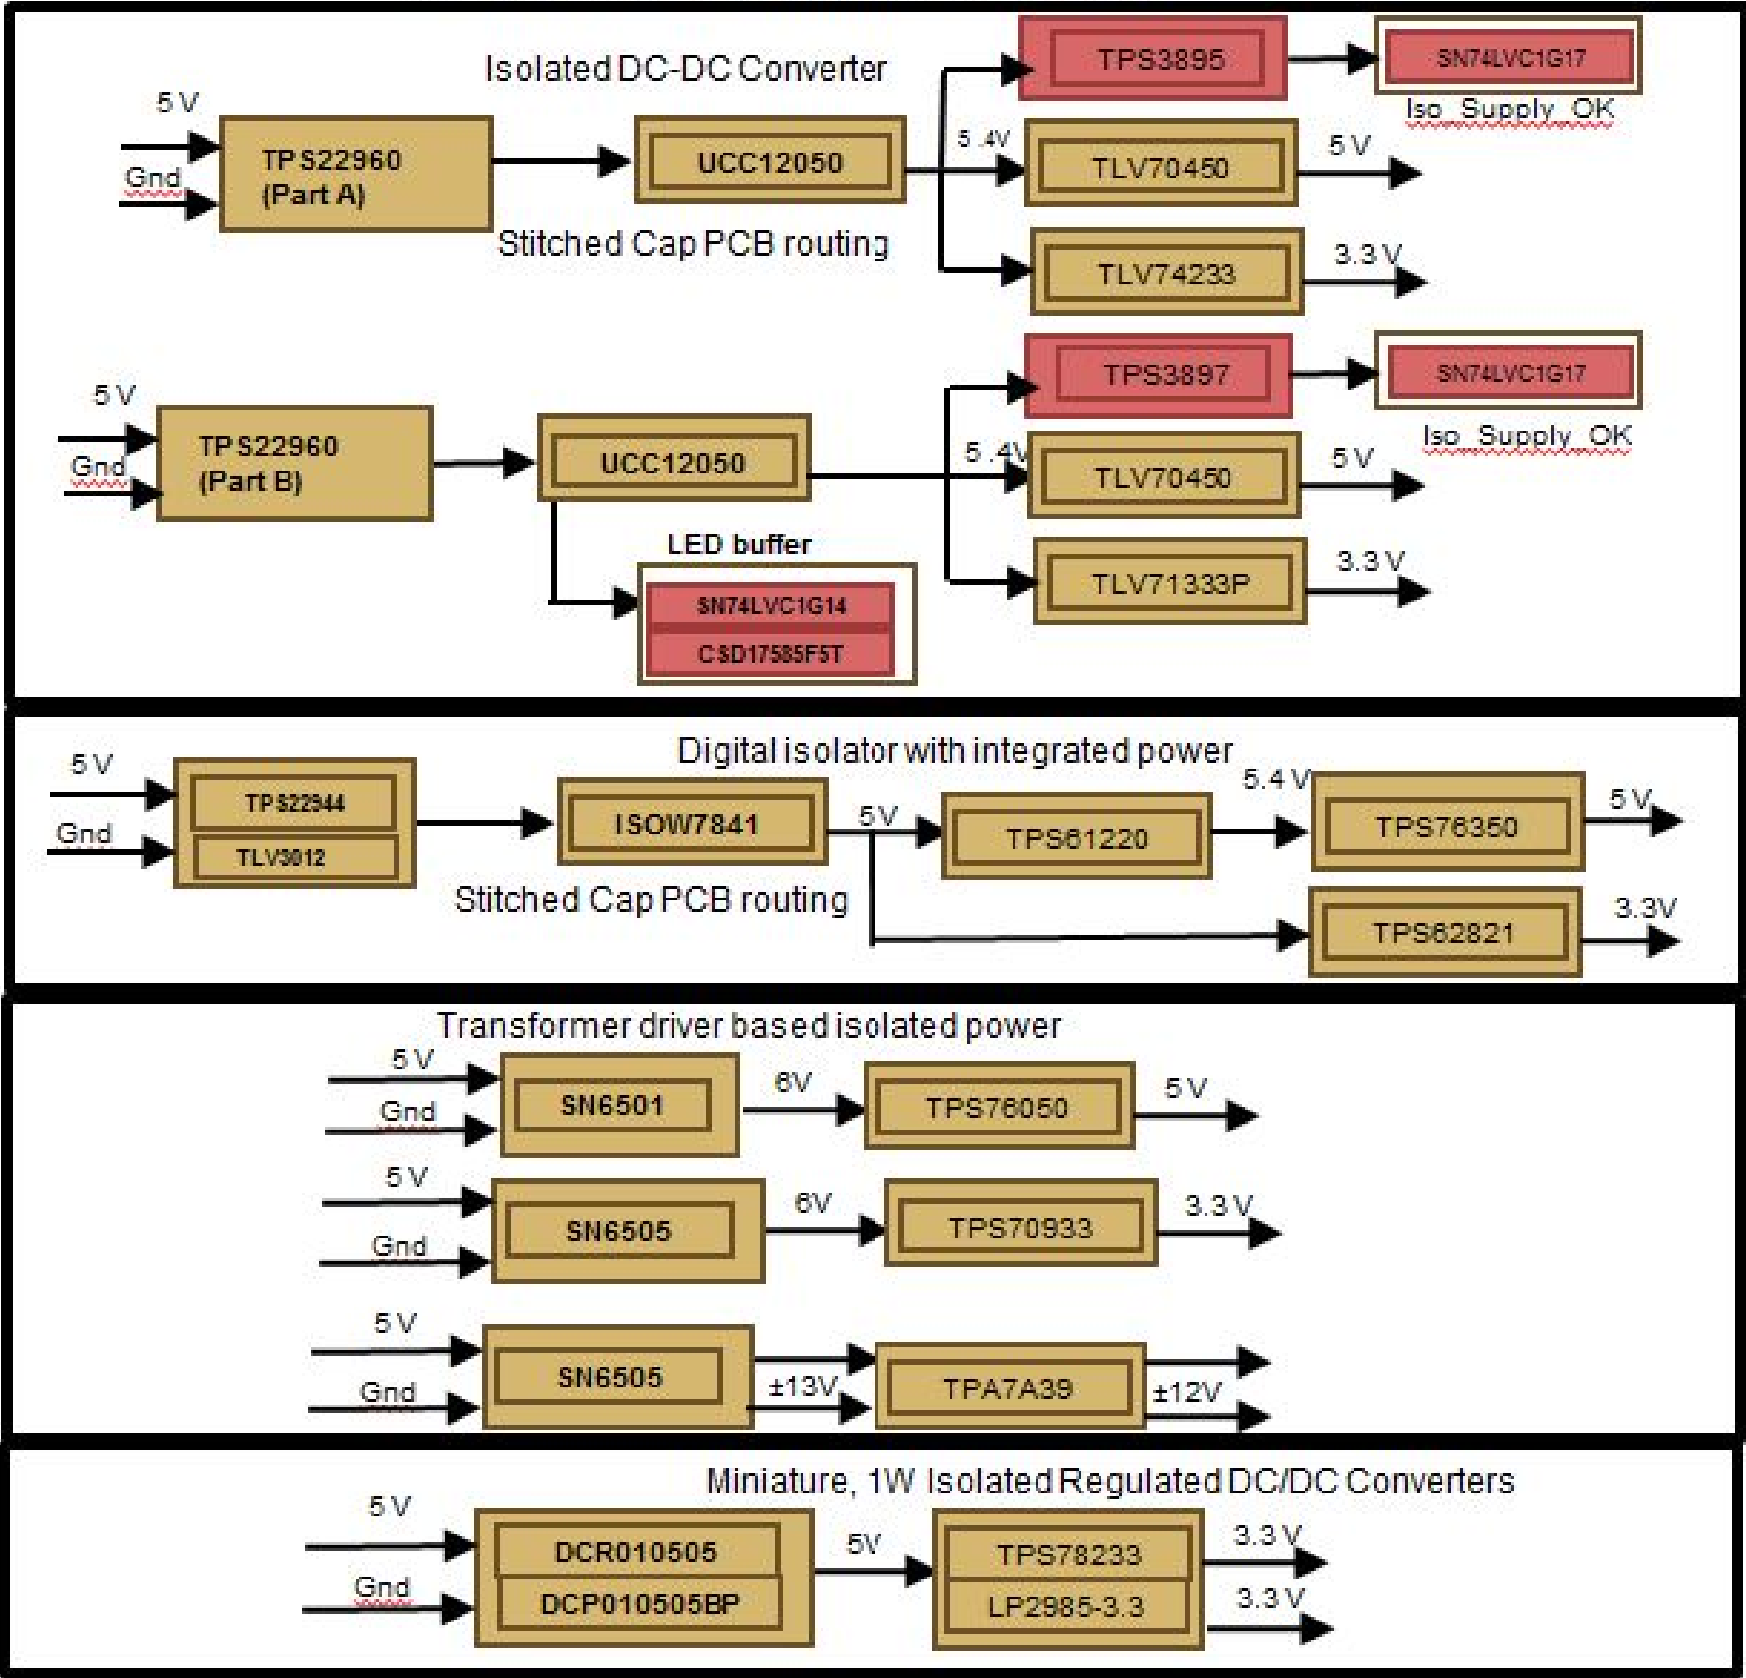 Isolated DC-DC Converter
5 V
Gnd
TPS22960
(Part A)
UCC12050
Stitched Cap PCB routing
TPS3895
SN74LVC1G17
Iso_Supply_OK
5 .4V
TLV70450
5 V
TLV74233
3.3 V
5 V
Gnd
TPS22960
(Part B)
UCC12050
LED buffer
SN74LVC1G14
CSD17585F5T
TPS3897
SN74LVC1G17
Iso_Supply_OK
5 .4V
TLV70450
5 V
TLV71333P
3.3 V
Digital isolator with integrated power
5 V
Gnd
TPS22944
TLV3012
ISOW7841
Stitched Cap PCB routing
5V
TPS61220
5.4 V
TPS76350
5 V
TPS62821
3.3V
Transformer driver based isolated power
5 V
Gnd
SN6501
6V
TPS76050
5 V
5 V
Gnd
SN6505
6V
TPS70933
3.3 V
5 V
Gnd
SN6505
±13V
TPA7A39
±12V
Miniature, 1W Isolated Regulated DC/DC Converters
5 V
Gnd
DCR010505
DCP010505BP
5V
TPS78233
LP2985-3.3
3.3 V
3.3 V